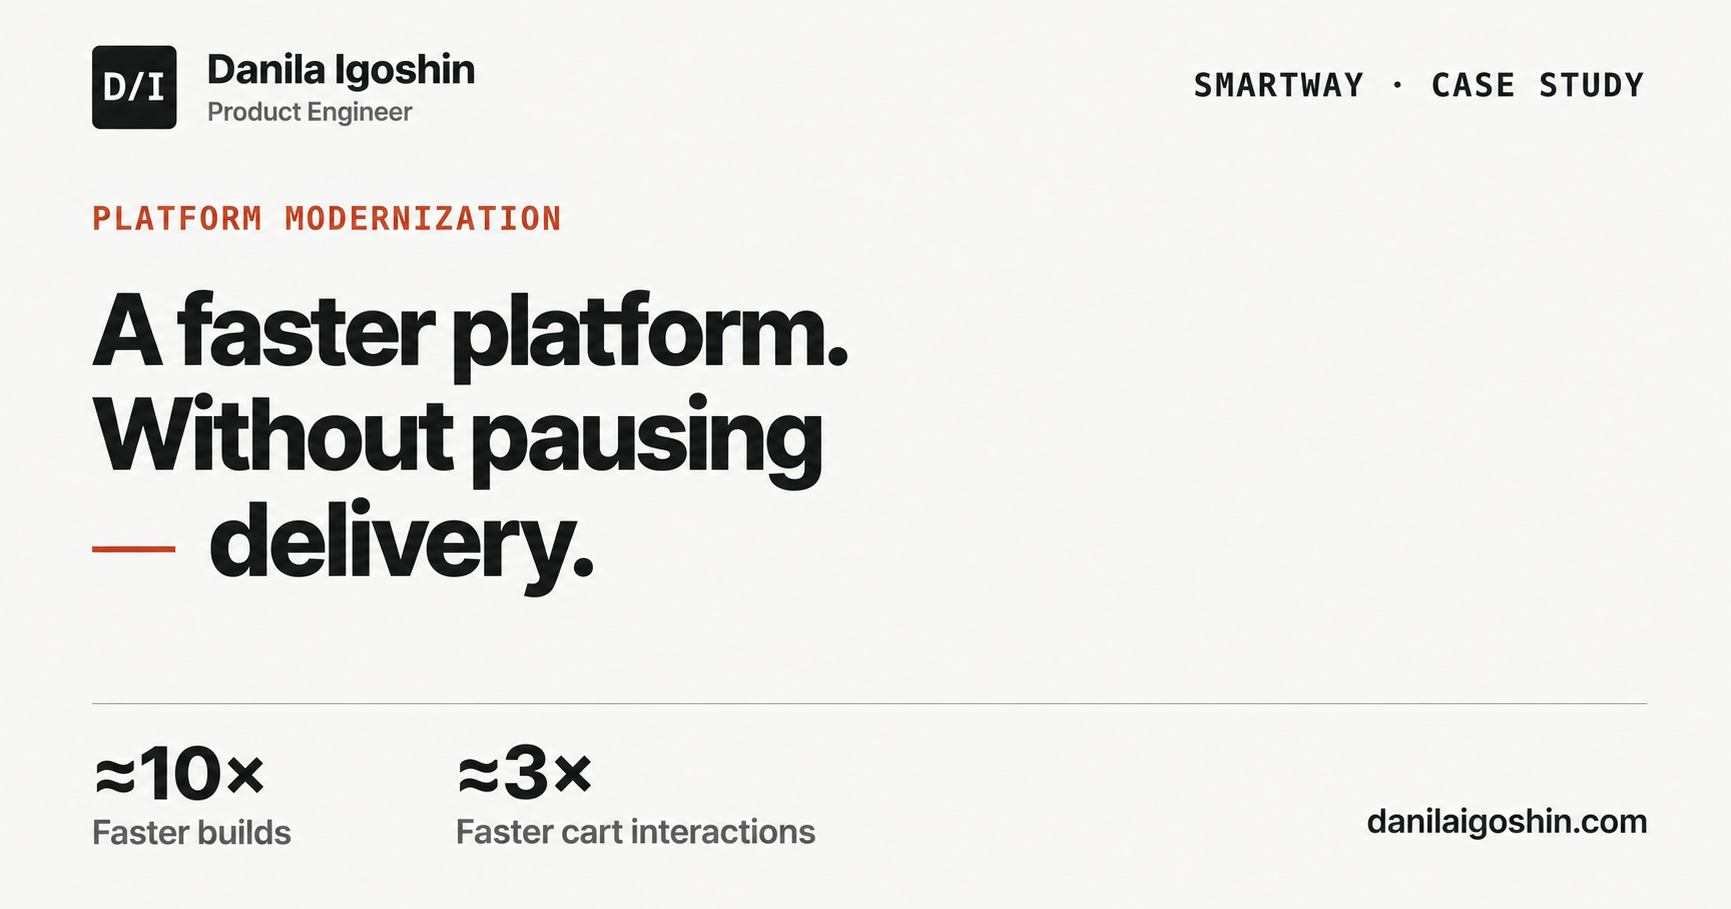 D/I
Danila Igoshin
Product Engineer
SMARTWAY · CASE STUDY
PLATFORM MODERNIZATION
A faster platform.
Without pausing
— delivery.
≈10×
Faster builds
≈3×
Faster cart interactions
danilaigoshin.com